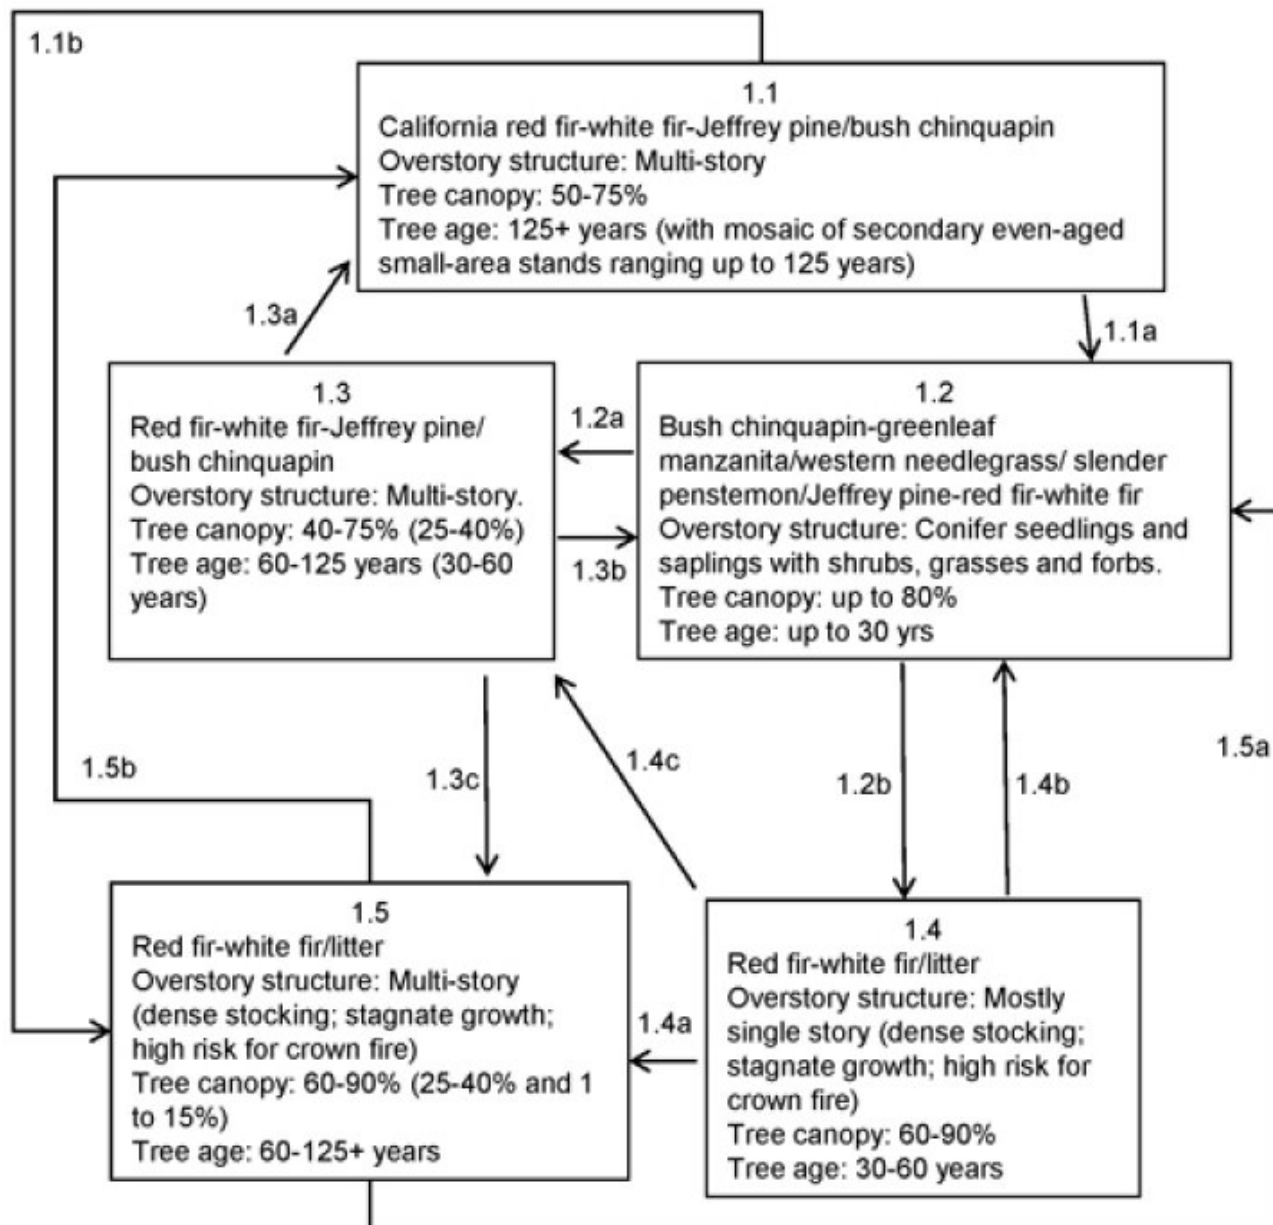 1.1b
1.1
California red fir-white fir-Jeffrey pine/bush chinquapin
Overstory structure: Multi-story
Tree canopy: 50-75%
Tree age: 125+ years (with mosaic of secondary even-aged
small-area stands ranging up to 125 years)
1.3a
1.1a
1.3
Red fir-white fir-Jeffrey pine/
bush chinquapin
Overstory structure: Multi-story.
Tree canopy: 40-75% (25-40%)
Tree age: 60-125 years (30-60
years)
1.2a
1.3b
1.2
Bush chinquapin-greenleaf
manzanita/western needlegrass/ slender
penstemon/Jeffrey pine-red fir-white fir
Overstory structure: Conifer seedlings and
saplings with shrubs, grasses and forbs.
Tree canopy: up to 80%
Tree age: up to 30 yrs
1.5b
1.3c
1.4c
1.2b
1.4b
1.5a
1.5
Red fir-white fir/litter
Overstory structure: Multi-story
(dense stocking; stagnate growth;
high risk for crown fire)
Tree canopy: 60-90% (25-40% and 1
to 15%)
Tree age: 60-125+ years
1.4a
1.4
Red fir-white fir/litter
Overstory structure: Mostly
single story (dense stocking;
stagnate growth; high risk for
crown fire)
Tree canopy: 60-90%
Tree age: 30-60 years